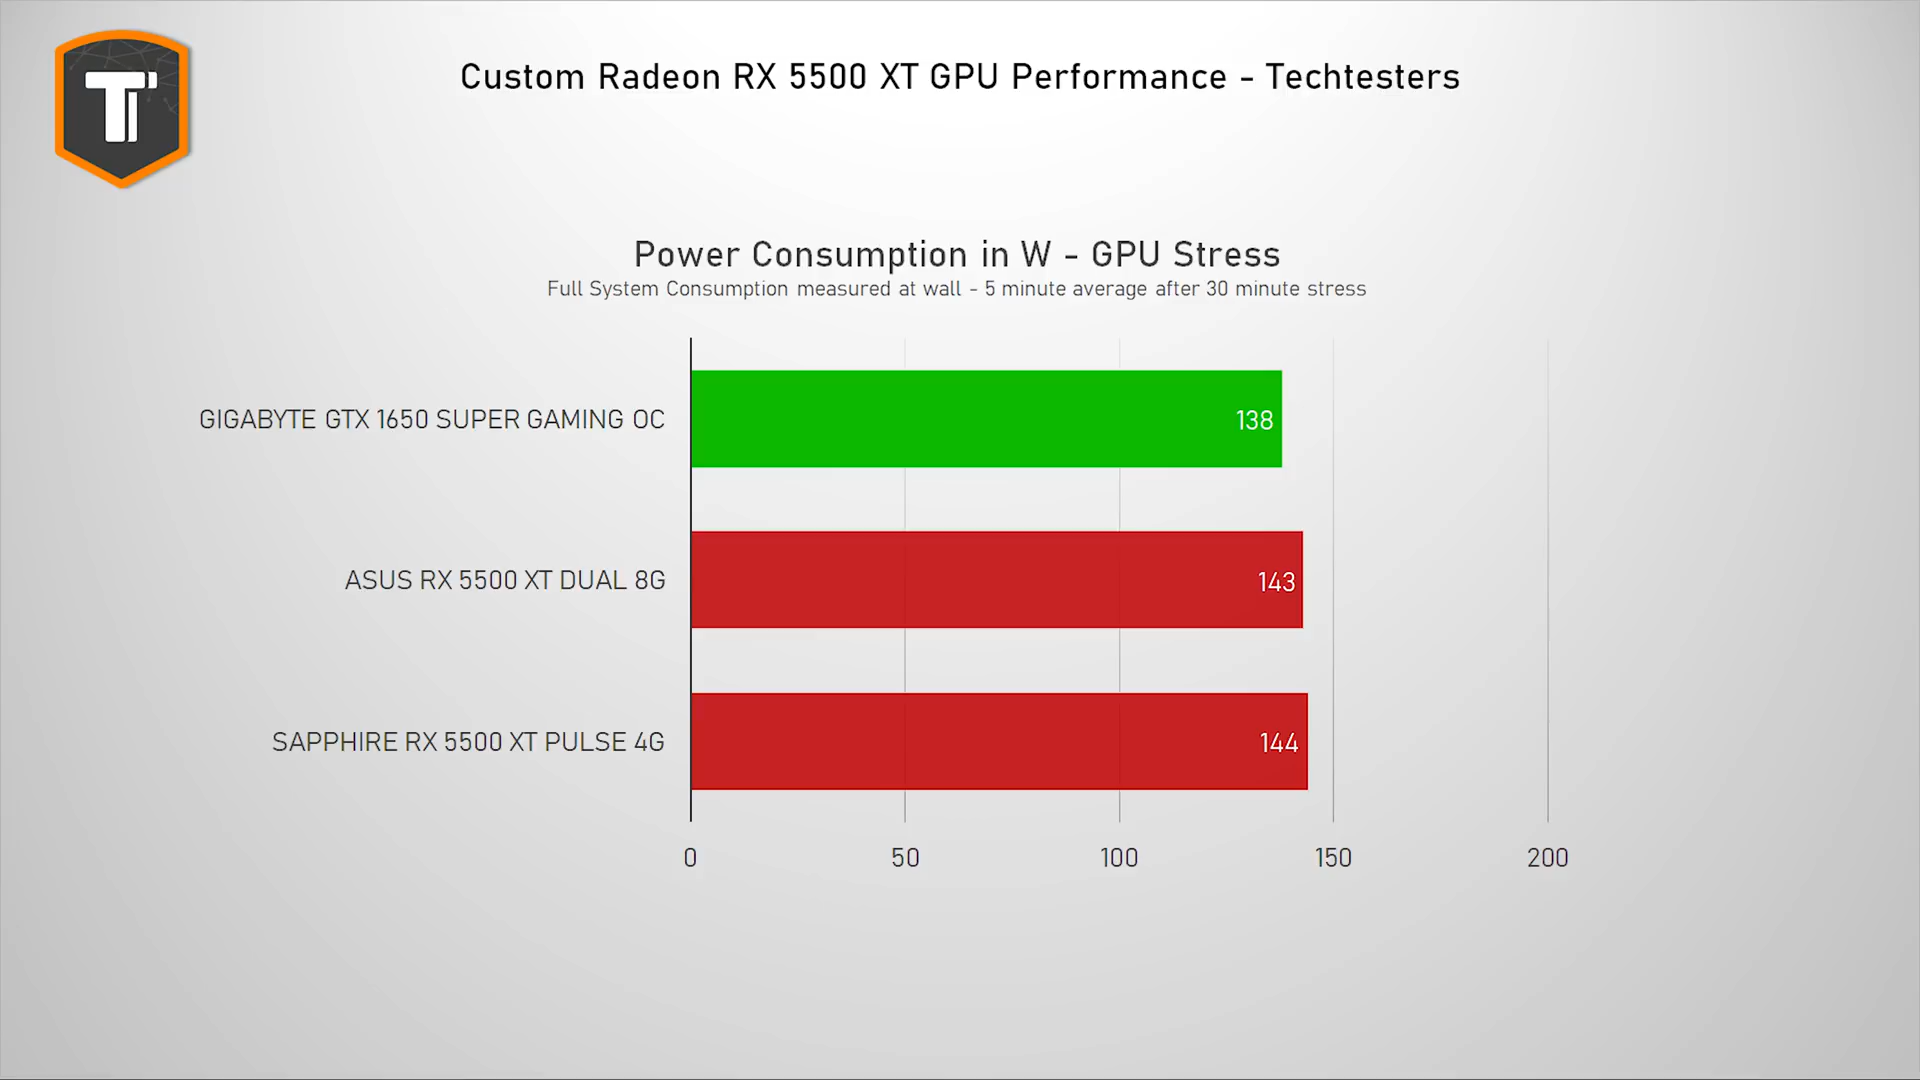 Custom Radeon RX 5500 XT GPU Performance - Techtesters
Power Consumption in W - GPU Stress
Full System Consumption measured at wall - 5 minute average after 30 minute stress
GIGABYTE GTX 1650 SUPER GAMING OC
138
ASUS RX 5500 XT DUAL 8G
143
SAPPHIRE RX 5500 XT PULSE 4G
144
0 50 100 150 200